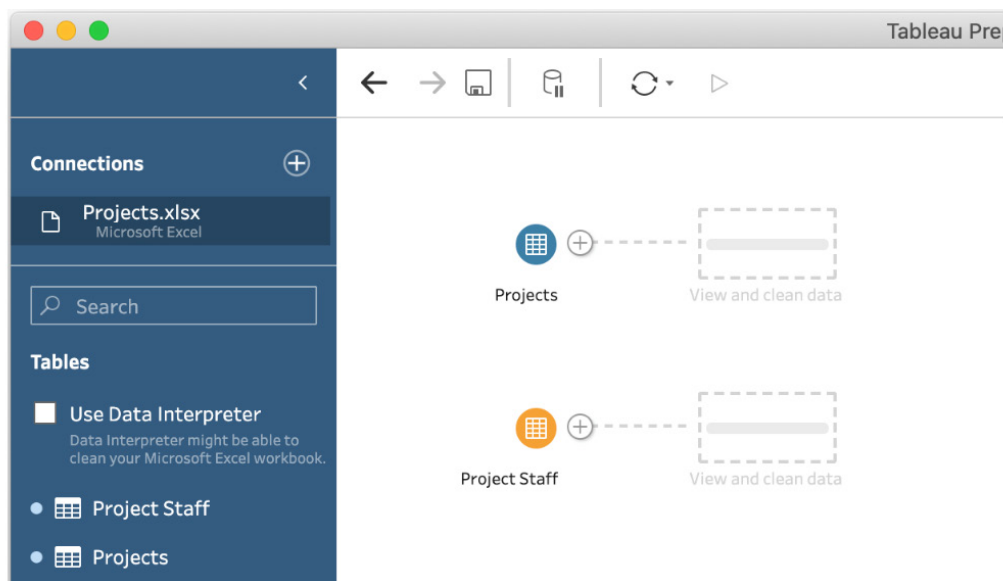 Tableau Pre
Connections
Projects.xlsx
Microsoft Excel
Search
Tables
Use Data Interpreter
Data Interpreter might be able to
clean your Microsoft Excel workbook.
Project Staff
Projects
Projects
View and clean data
Project Staff
View and clean data